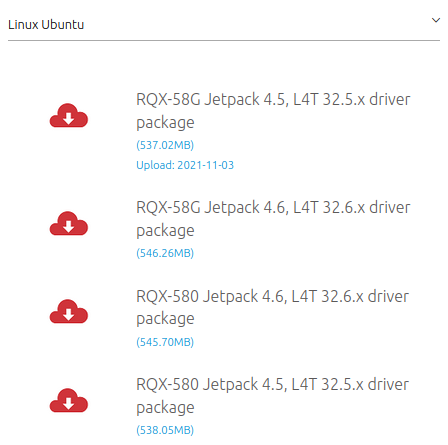 Linux Ubuntu
RQX-58G Jetpack 4.5, L4T 32.5.x driver
package
(537.02MB)
Upload: 2021-11-03
RQX-58G Jetpack 4.6, L4T 32.6.x driver
package
(546.26MB)
RQX-580 Jetpack 4.6, L4T 32.6.x driver
package
(545.70MB)
RQX-580 Jetpack 4.5, L4T 32.5.x driver
package
(538.05MB)